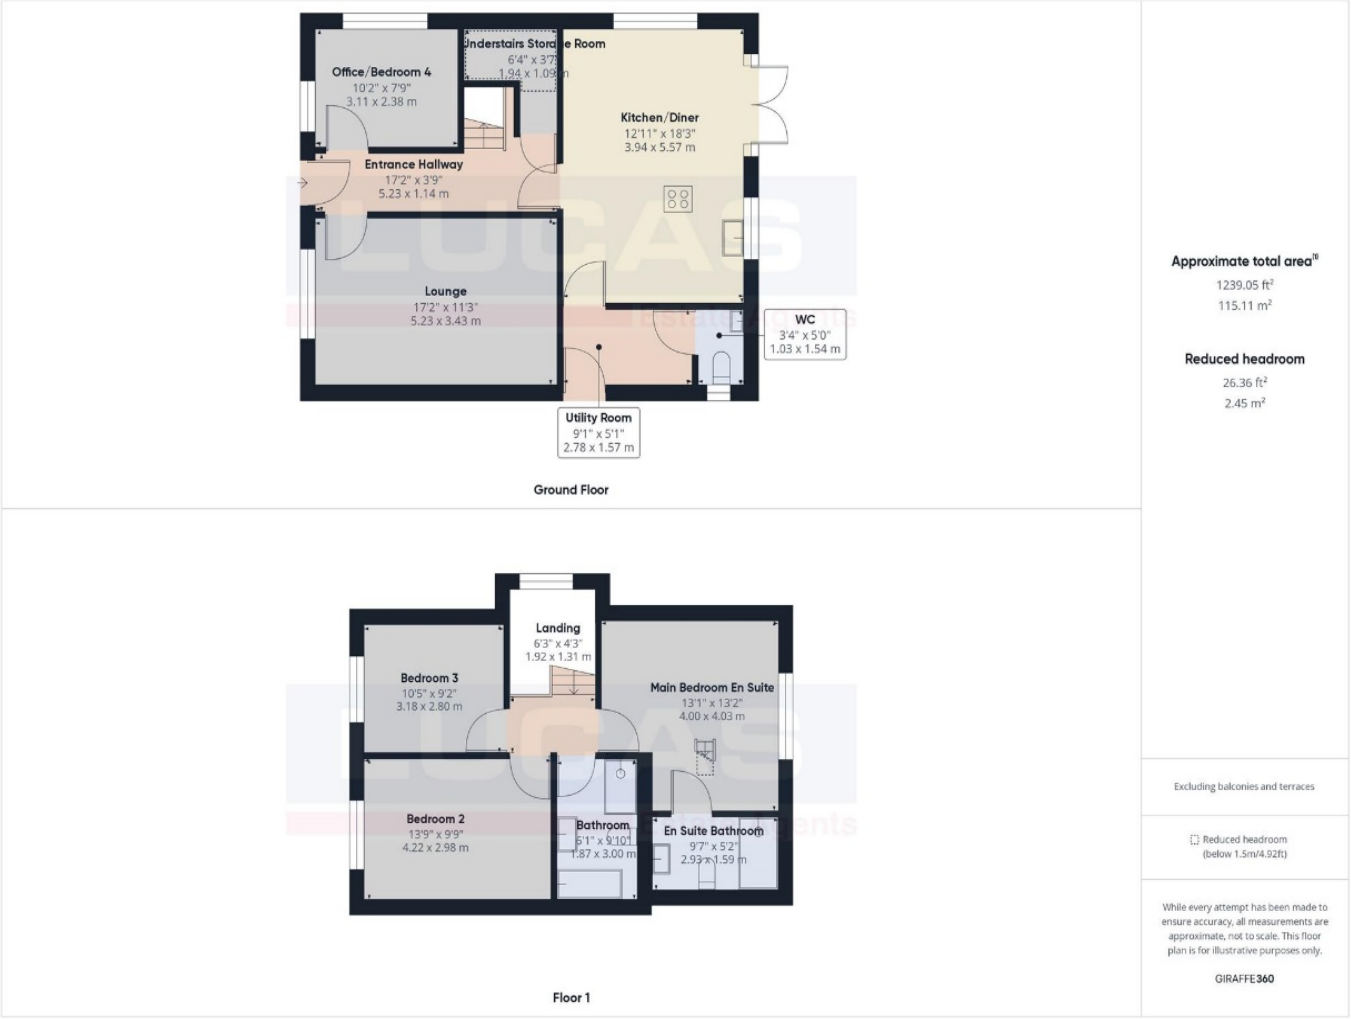 Understairs Storage Room
6'4" x 3'7"
1.94 x 1.09 m
Office/Bedroom 4
10'2" x 7'9"
3.11 x 2.38 m
Kitchen/Diner
12'11" x 18'3"
3.94 x 5.57 m
Entrance Hallway
17'2" x 3'9"
5.23 x 1.14 m
LUCAS
Estate Agents
Lounge
17'2" x 11'3"
5.23 x 3.43 m
WC
3'4" x 5'0"
1.03 x 1.54 m
Utility Room
9'1" x 5'1"
2.78 x 1.57 m
Ground Floor
Approximate total area⁽¹⁾
1239.05 ft²
115.11 m²
Reduced headroom
26.36 ft²
2.45 m²
Landing
6'3" x 4'3"
1.92 x 1.31 m
Bedroom 3
10'5" x 9'2"
3.18 x 2.80 m
Main Bedroom En Suite
13'1" x 13'2"
4.00 x 4.03 m
LUCAS
Estate Agents
Bedroom 2
13'9" x 9'9"
4.22 x 2.98 m
Bathroom
6'1" x 9'10"
1.87 x 3.00 m
En Suite Bathroom
9'7" x 5'2"
2.93 x 1.59 m
Floor 1
Excluding balconies and terraces
Reduced headroom
(below 1.5m/4.92ft)
While every attempt has been made to
ensure accuracy, all measurements are
approximate, not to scale. This floor
plan is for illustrative purposes only.
GIRAFFE360